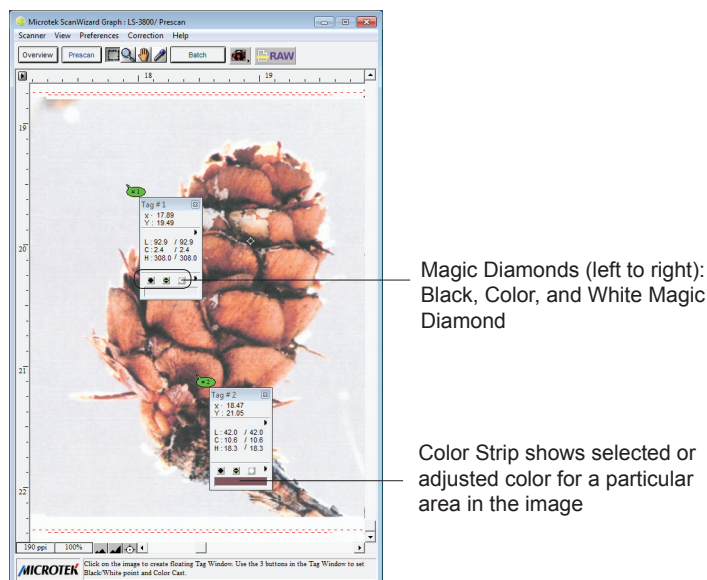 Microtek ScanWizard Graph : LS-3800/ Prescan
Scanner View Preferences Correction Help
Overview Prescan Batch RAW
18 19
19
# 1
Tag # 1
X : 17.89
Y : 19.49
L : 92.9 / 92.9
C : 2.4 / 2.4
H : 308.0 / 308.0
20
Magic Diamonds (left to right):
Black, Color, and White Magic
Diamond
21
# 2
Tag # 2
X : 18.47
Y : 21.05
L : 42.0 / 42.0
C : 10.6 / 10.6
H : 18.3 / 18.3
Color Strip shows selected or
adjusted color for a particular
area in the image
22
190 ppi 100%
MICROTEK Click on the image to create floating Tag Window. Use the 3 buttons in the Tag Window to set
Black/White point and Color Cast.